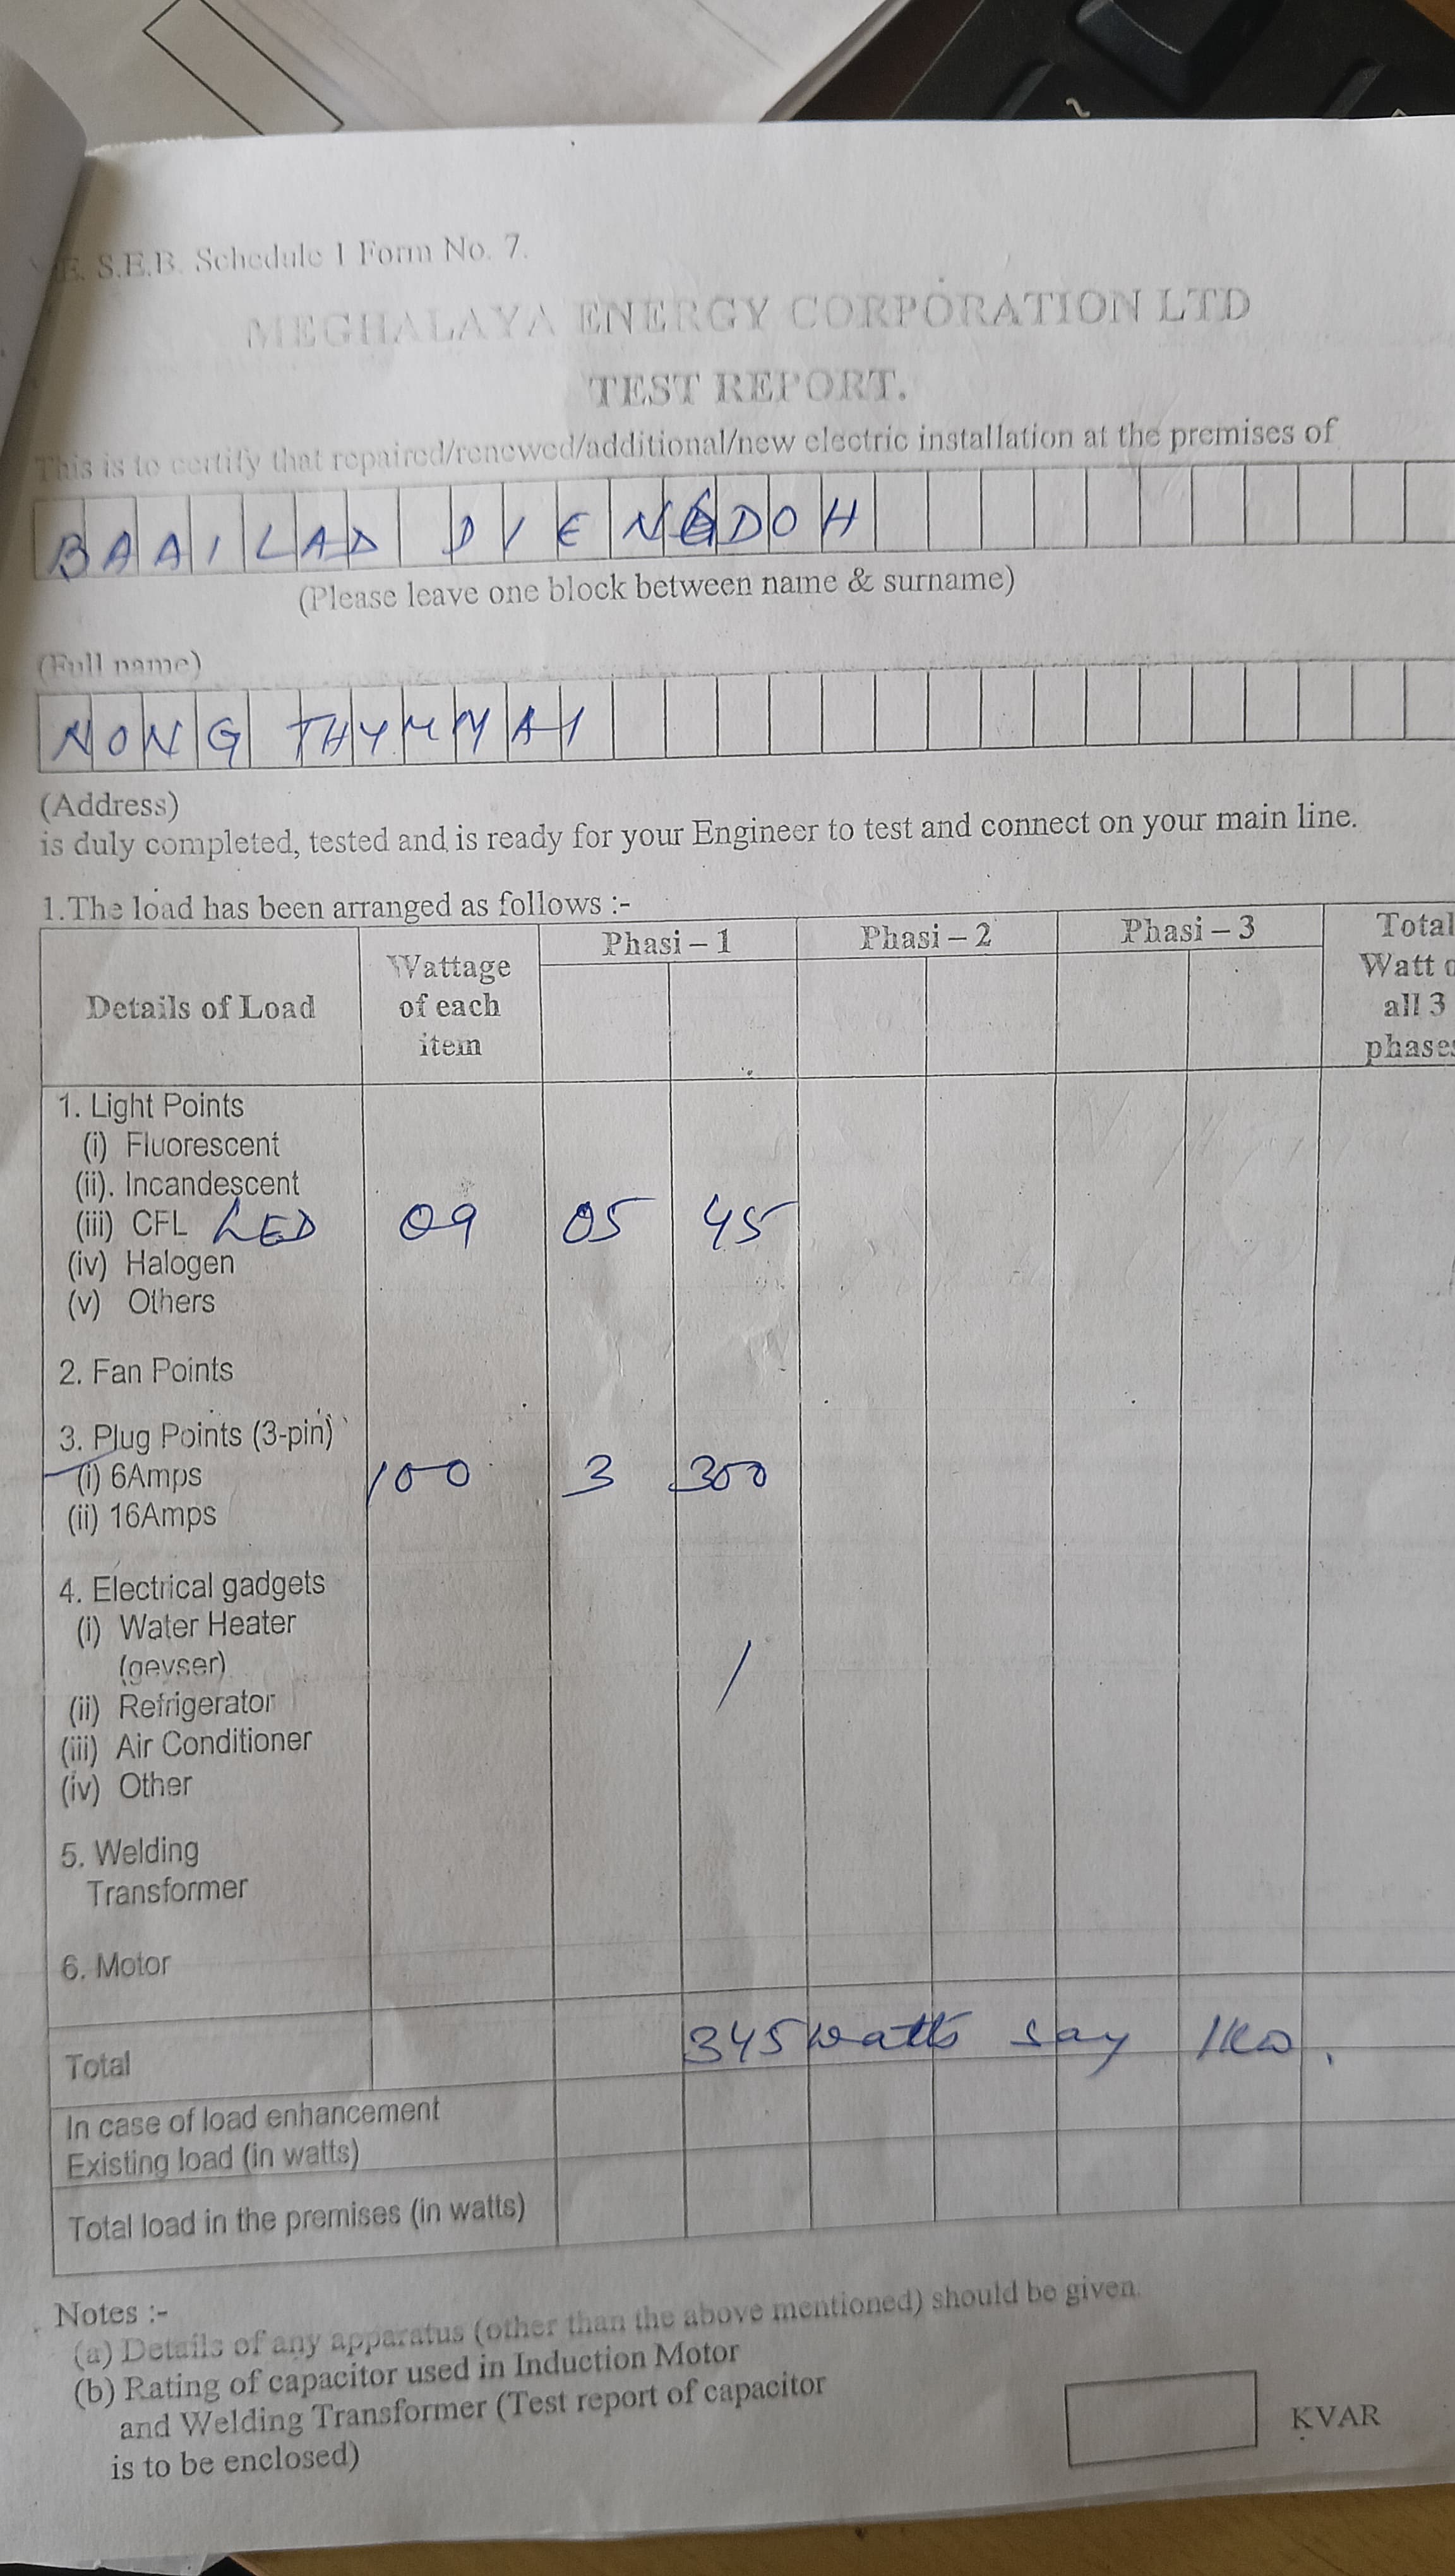 M.E. S.E.B. Schedule 1 Form No. 7.
MEGHALAYA ENERGY CORPORATION LTD
TEST REPORT.
This is to certify that repaired/renewed/additional/new electric installation at the premises of
BAAILAD DIENGDOH
(Please leave one block between name & surname)
(Full name)
NONGTHYMMAI
(Address)
is duly completed, tested and is ready for your Engineer to test and connect on your main line.
1.The load has been arranged as follows :-
Details of Load Wattage of each item Phasi – 1 Phasi – 2 Phasi – 3 Total Watt all 3 phases
1. Light Points
(i) Fluorescent
(ii). Incandescent
(iii) CFL LED 09 05 45
(iv) Halogen
(v) Others
2. Fan Points
3. Plug Points (3-pin)
(i) 6Amps 100 3 300
(ii) 16Amps
4. Electrical gadgets
(i) Water Heater
(geyser) /
(ii) Refrigerator
(iii) Air Conditioner
(iv) Other
5. Welding
Transformer
6. Motor
Total 345 watts say 1KW.
In case of load enhancement
Existing load (in watts)
Total load in the premises (in watts)
Notes :-
(a) Details of any apparatus (other than the above mentioned) should be given.
(b) Rating of capacitor used in Induction Motor
and Welding Transformer (Test report of capacitor
is to be enclosed) KVAR